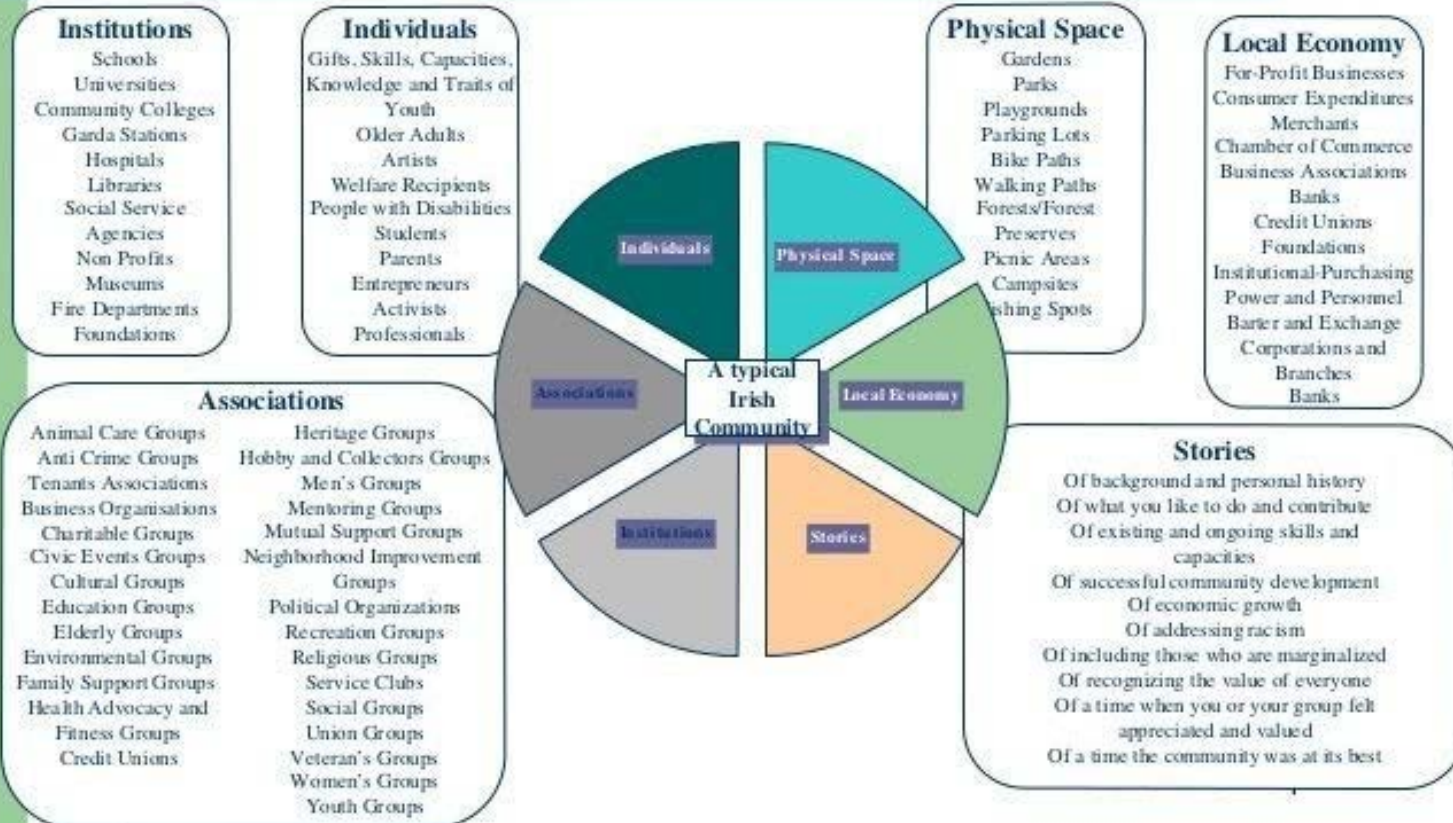 Institutions
Schools
Universities
Community Colleges
Garda Stations
Hospitals
Libraries
Social Service
Agencies
Non Profits
Museums
Fire Departments
Foundations
Individuals
Gifts, Skills, Capacities,
Knowledge and Traits of
Youth
Older Adults
Artists
Welfare Recipients
People with Disabilities
Students
Parents
Entrepreneurs
Activists
Professionals
Physical Space
Gardens
Parks
Playgrounds
Parking Lots
Bike Paths
Walking Paths
Forests/Forest
Preserves
Picnic Areas
Campsites
ishing Spots
Local Economy
For-Profit Businesses
Consumer Expenditures
Merchants
Chamber of Commerce
Business Associations
Banks
Credit Unions
Foundations
Institutional-Purchasing
Power and Personnel
Barter and Exchange
Corporations and
Branches
Banks
Individuals
Physical Space
Associations
A typical
Irish
Community
Local Economy
Institutions
Stories
Associations
Animal Care Groups
Anti Crime Groups
Tenants Associations
Business Organisations
Charitable Groups
Civic Events Groups
Cultural Groups
Education Groups
Elderly Groups
Environmental Groups
Family Support Groups
Health Advocacy and
Fitness Groups
Credit Unions
Heritage Groups
Hobby and Collectors Groups
Men's Groups
Mentoring Groups
Mutual Support Groups
Neighborhood Improvement
Groups
Political Organizations
Recreation Groups
Religious Groups
Service Clubs
Social Groups
Union Groups
Veteran's Groups
Women's Groups
Youth Groups
Stories
Of background and personal history
Of what you like to do and contribute
Of existing and ongoing skills and
capacities
Of successful community development
Of economic growth
Of addressing racism
Of including those who are marginalized
Of recognizing the value of everyone
Of a time when you or your group felt
appreciated and valued
Of a time the community was at its best